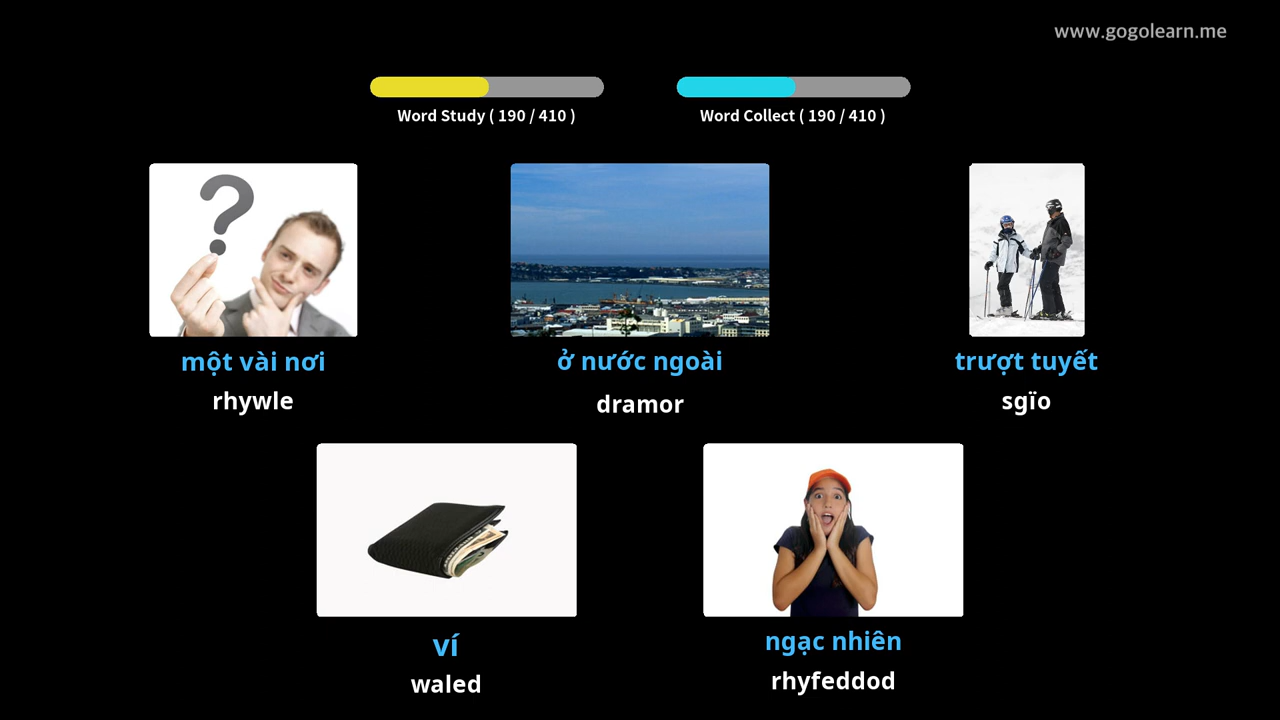 www.gogolearn.me
Word Study ( 190 / 410 )
Word Collect ( 190 / 410 )
một vài nơi
rhywle
ở nước ngoài
dramor
trượt tuyết
sgïo
ví
waled
ngạc nhiên
rhyfeddod